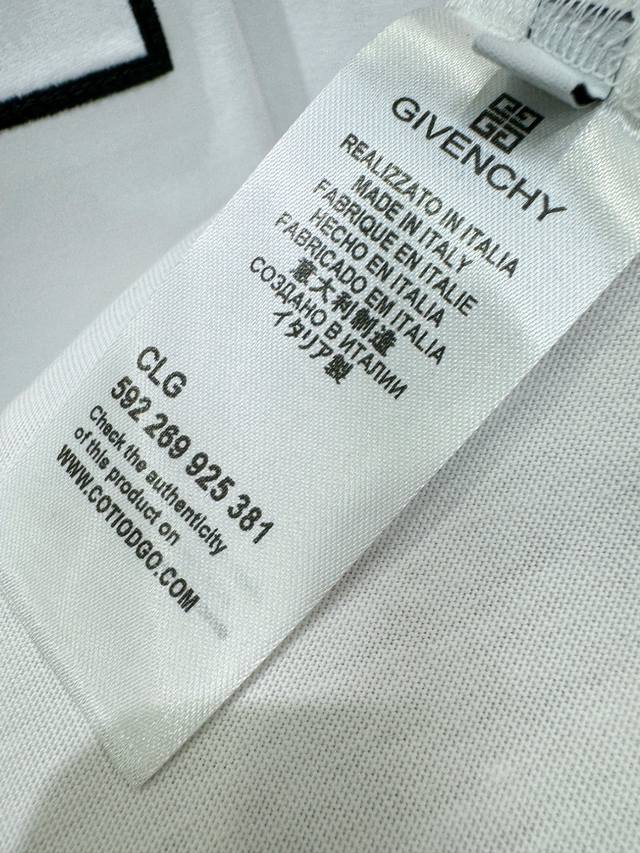 GIVENCHY
REALIZZATO IN ITALIA
MADE IN ITALY
FABRIQUE EN ITALIE
HECHO EN ITALIA
FABRICADO EM ITALIA
意大利制造
СОЗДАНО В ИТАЛИИ
イタリア製
CLG
592 269 925 381
Check the authenticity
of this product on
WWW.COTIODGO.COM